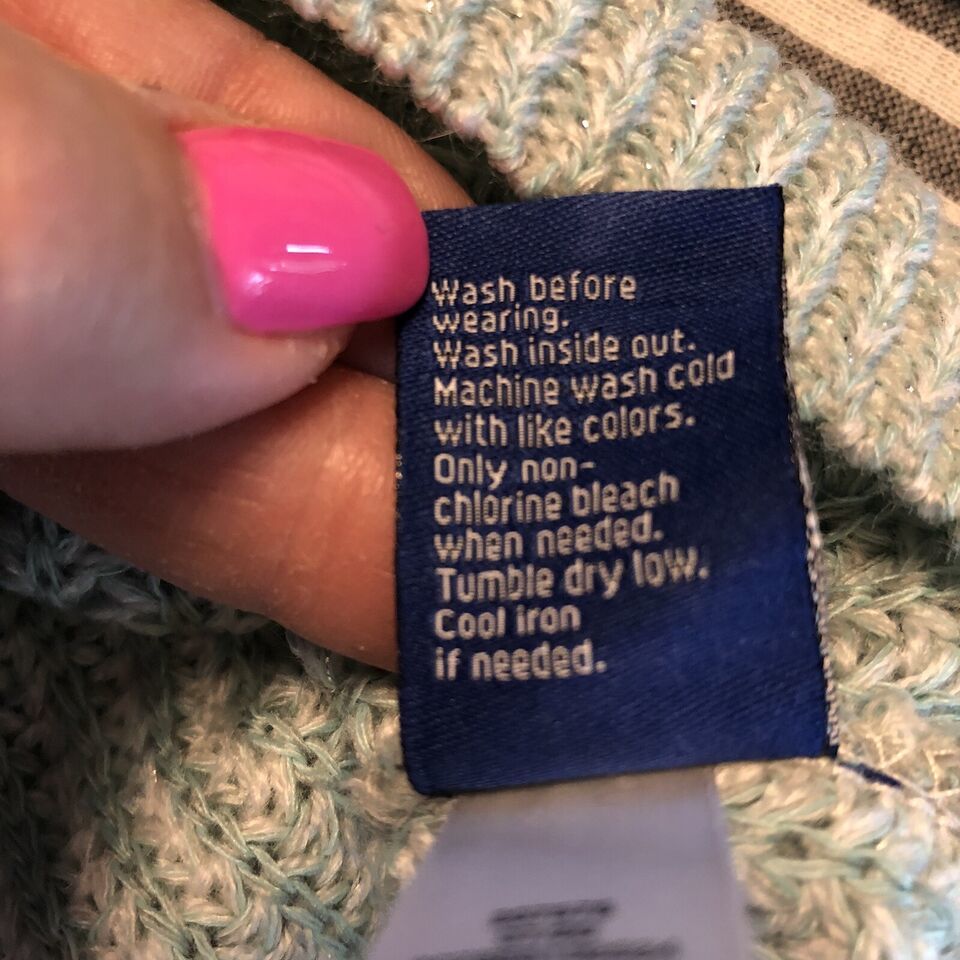 Wash before
wearing.
Wash inside out.
Machine wash cold
with like colors.
Only non-
chlorine bleach
when needed.
Tumble dry low.
Cool iron
if needed.